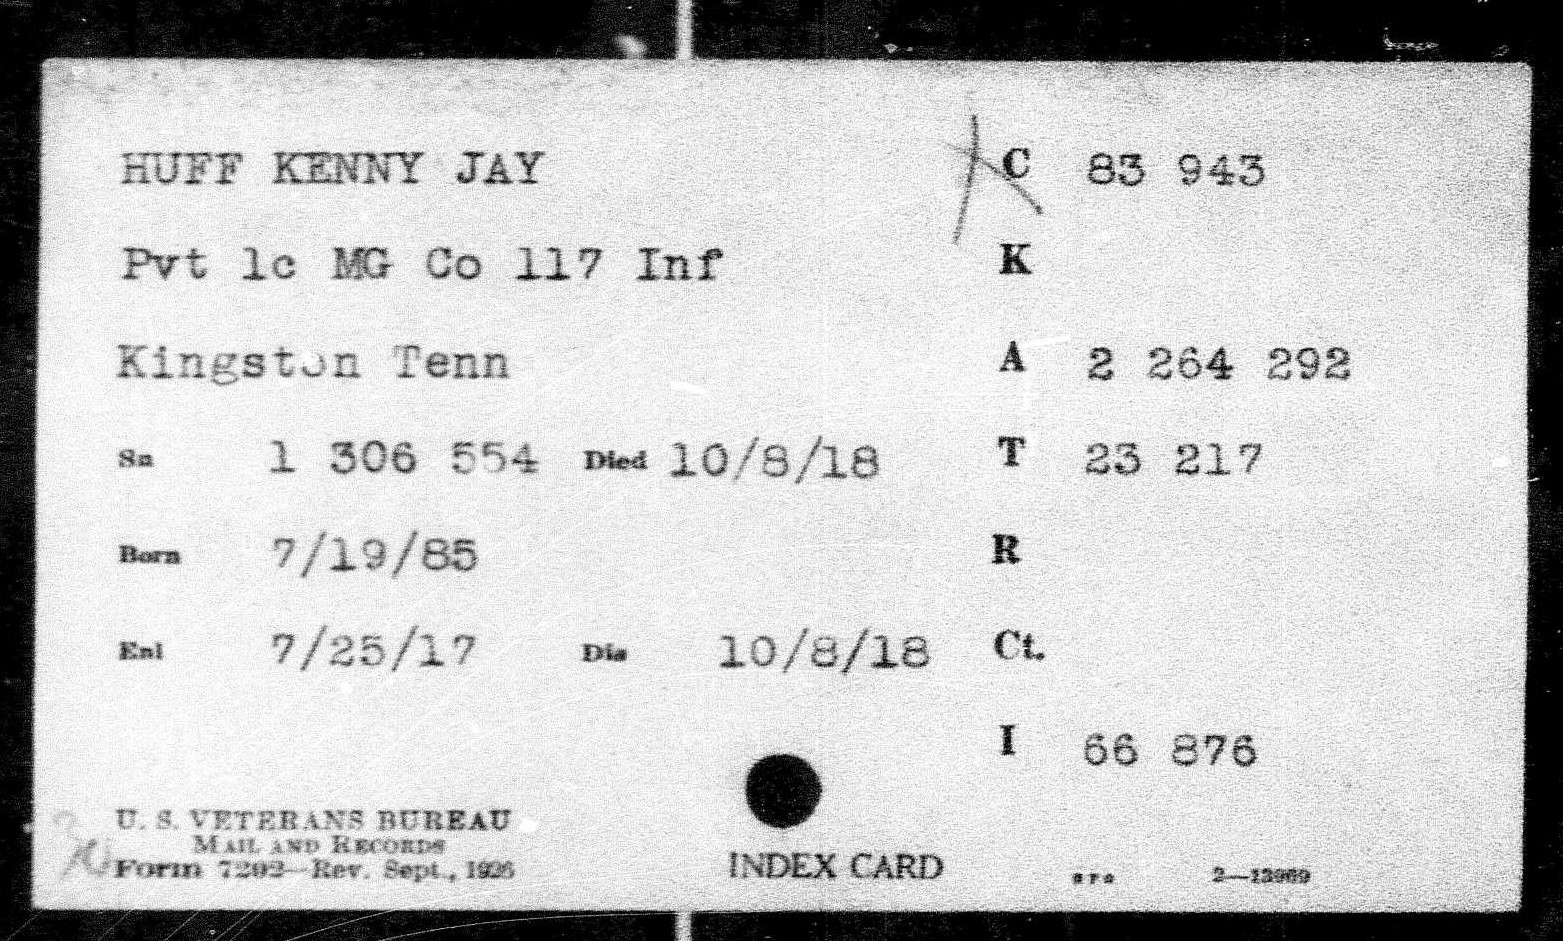 HUFF KENNY JAY
C 83 943
Pvt 1c MG Co 117 Inf
K
Kingston Tenn
A 2 264 292
Sn 1 306 554 Died 10/8/18
T 23 217
Born 7/19/85
R
Enl 7/25/17 Dis 10/8/18
Ct.
I 66 876
U. S. VETERANS BUREAU
MAIL AND RECORDS
Form 7202—Rev. Sept., 1926
INDEX CARD
2—13969